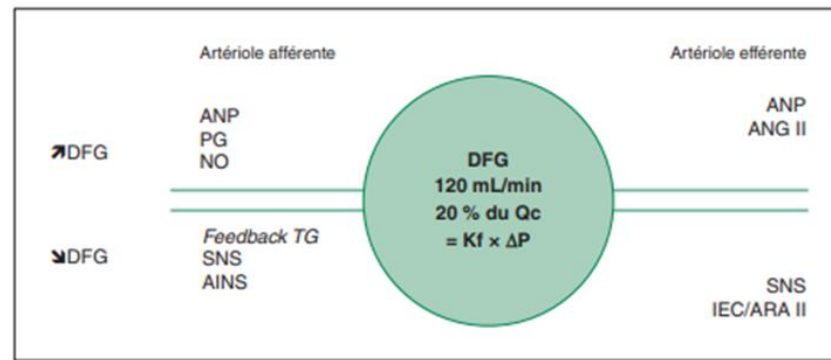 Artériole afférente
Artériole efférente
↗DFG
ANP
PG
NO
ANP
ANG II
DFG
120 mL/min
20 % du Qc
= Kf × ΔP
↘DFG
Feedback TG
SNS
AINS
SNS
IEC/ARA II